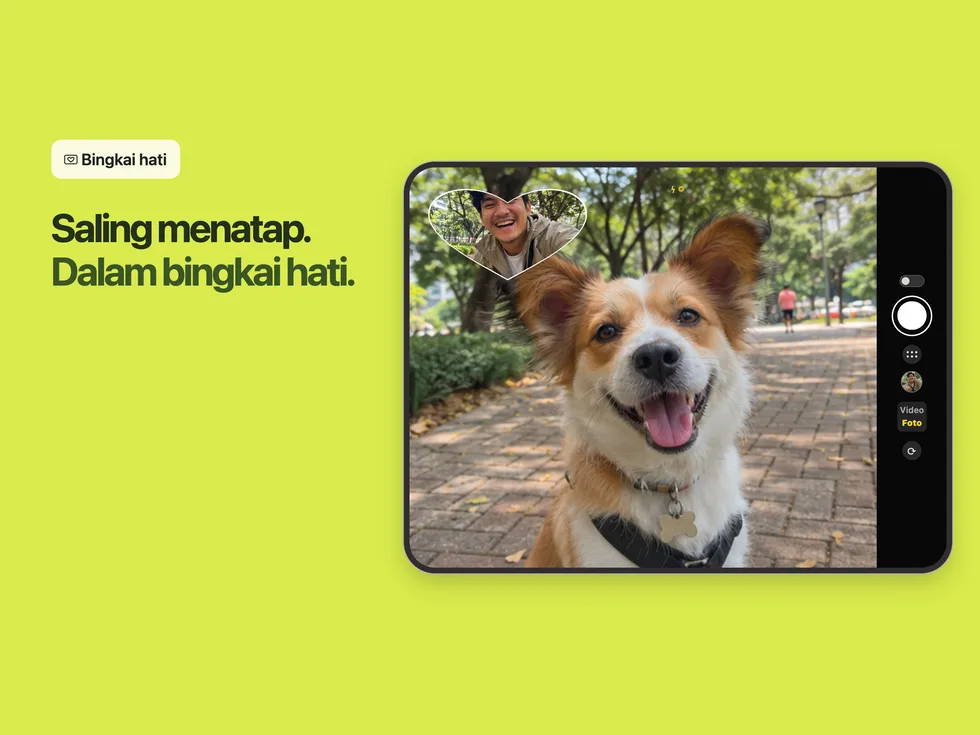 Bingkai hati
Saling menatap.
Dalam bingkai hati.
Video
Foto